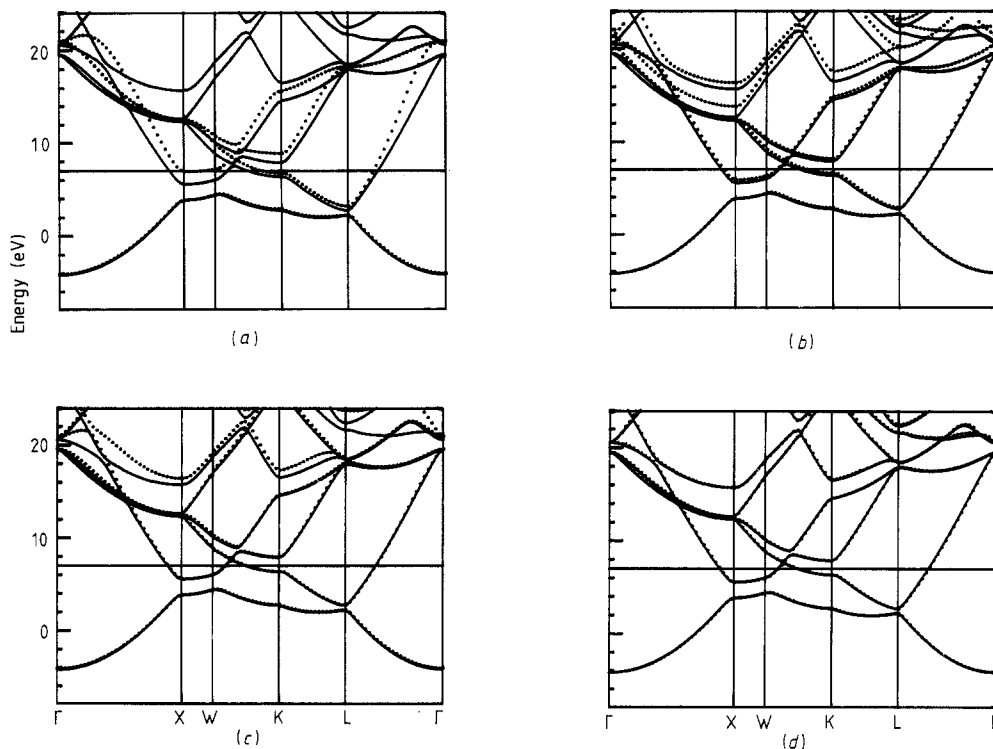 Energy (eV)
20
10
0
(a)
(b)
20
10
0
Γ X W K L Γ
(c)
Γ X W K L
(d)